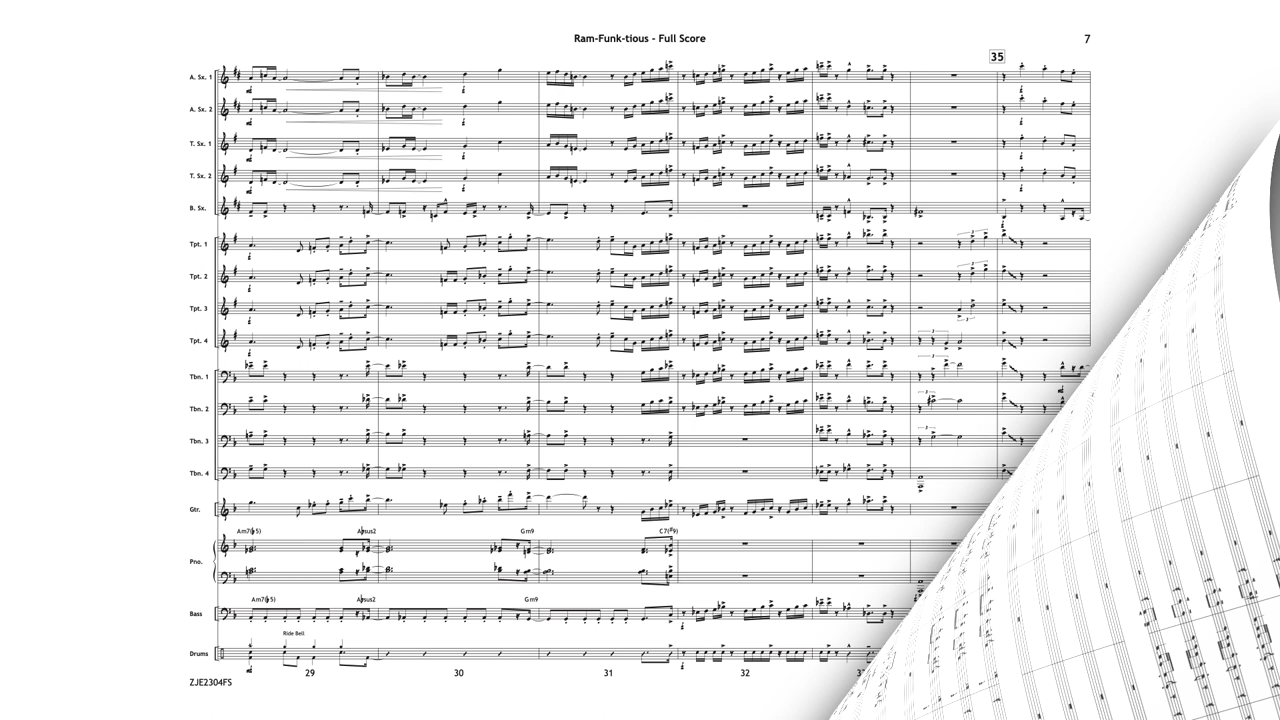 Ram-Funk-tious - Full Score
7
35
A. Sx. 1
A. Sx. 2
T. Sx. 1
T. Sx. 2
B. Sx.
Tpt. 1
Tpt. 2
Tpt. 3
Tpt. 4
Tbn. 1
Tbn. 2
Tbn. 3
Tbn. 4
Gtr.
Am7(♭5) Gm9 C7(#9)
Pno.
Am7(♭5) Gm9
Bass
Ride Bell
Drums
29 30 31 32
ZJE2304FS